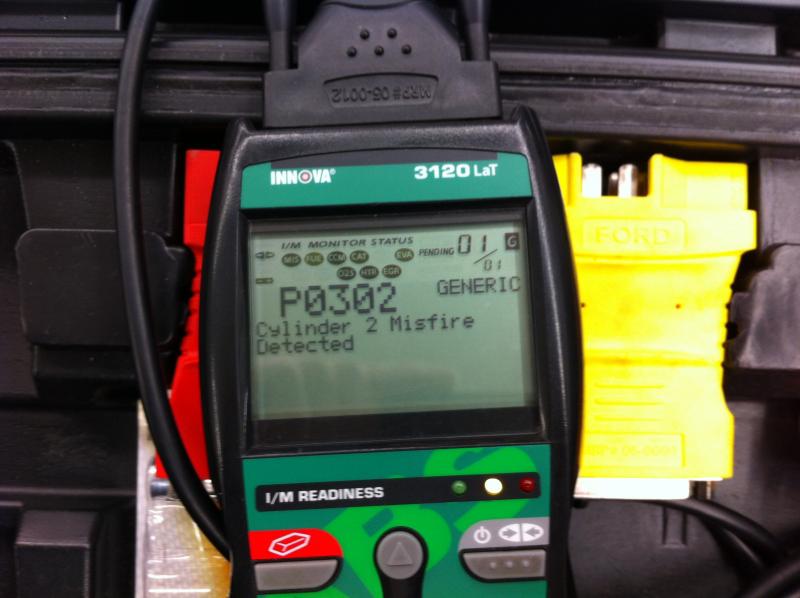 MRP# 05-0012
INNOVA®
3120 LaT
I/M MONITOR STATUS
PENDING 01/01 G
MIS FUE CCM CAT EVA
O2S HTR EGR
P0302 GENERIC
Cylinder 2 Misfire
Detected
FORD
I/M READINESS